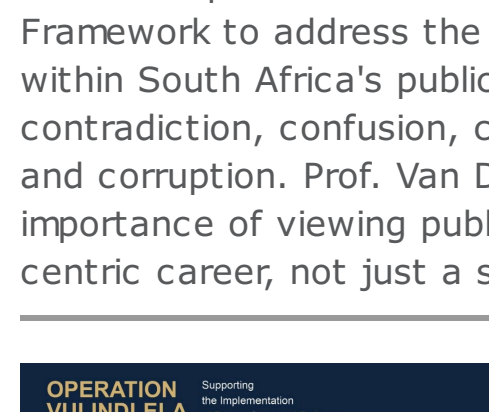 Framework to address the
within South Africa's public
contradiction, confusion,
and corruption. Prof. Van
importance of viewing
centric career, not just a
OPERATION
VULINDLELA
Supporting
the Implementation